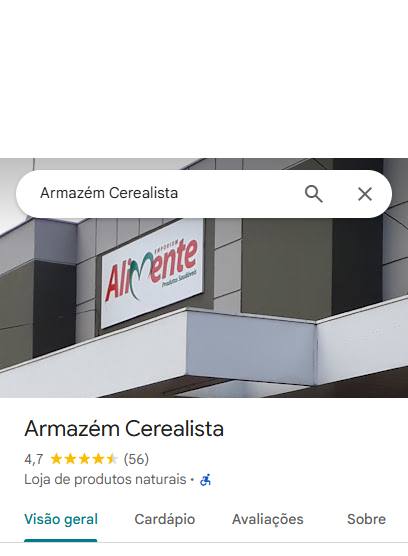 Armazém Cerealista
EMPORIUM
Alimente
Produtos Saudáveis
Armazém Cerealista
4,7 (56)
Loja de produtos naturais ·
Visão geral Cardápio Avaliações Sobre